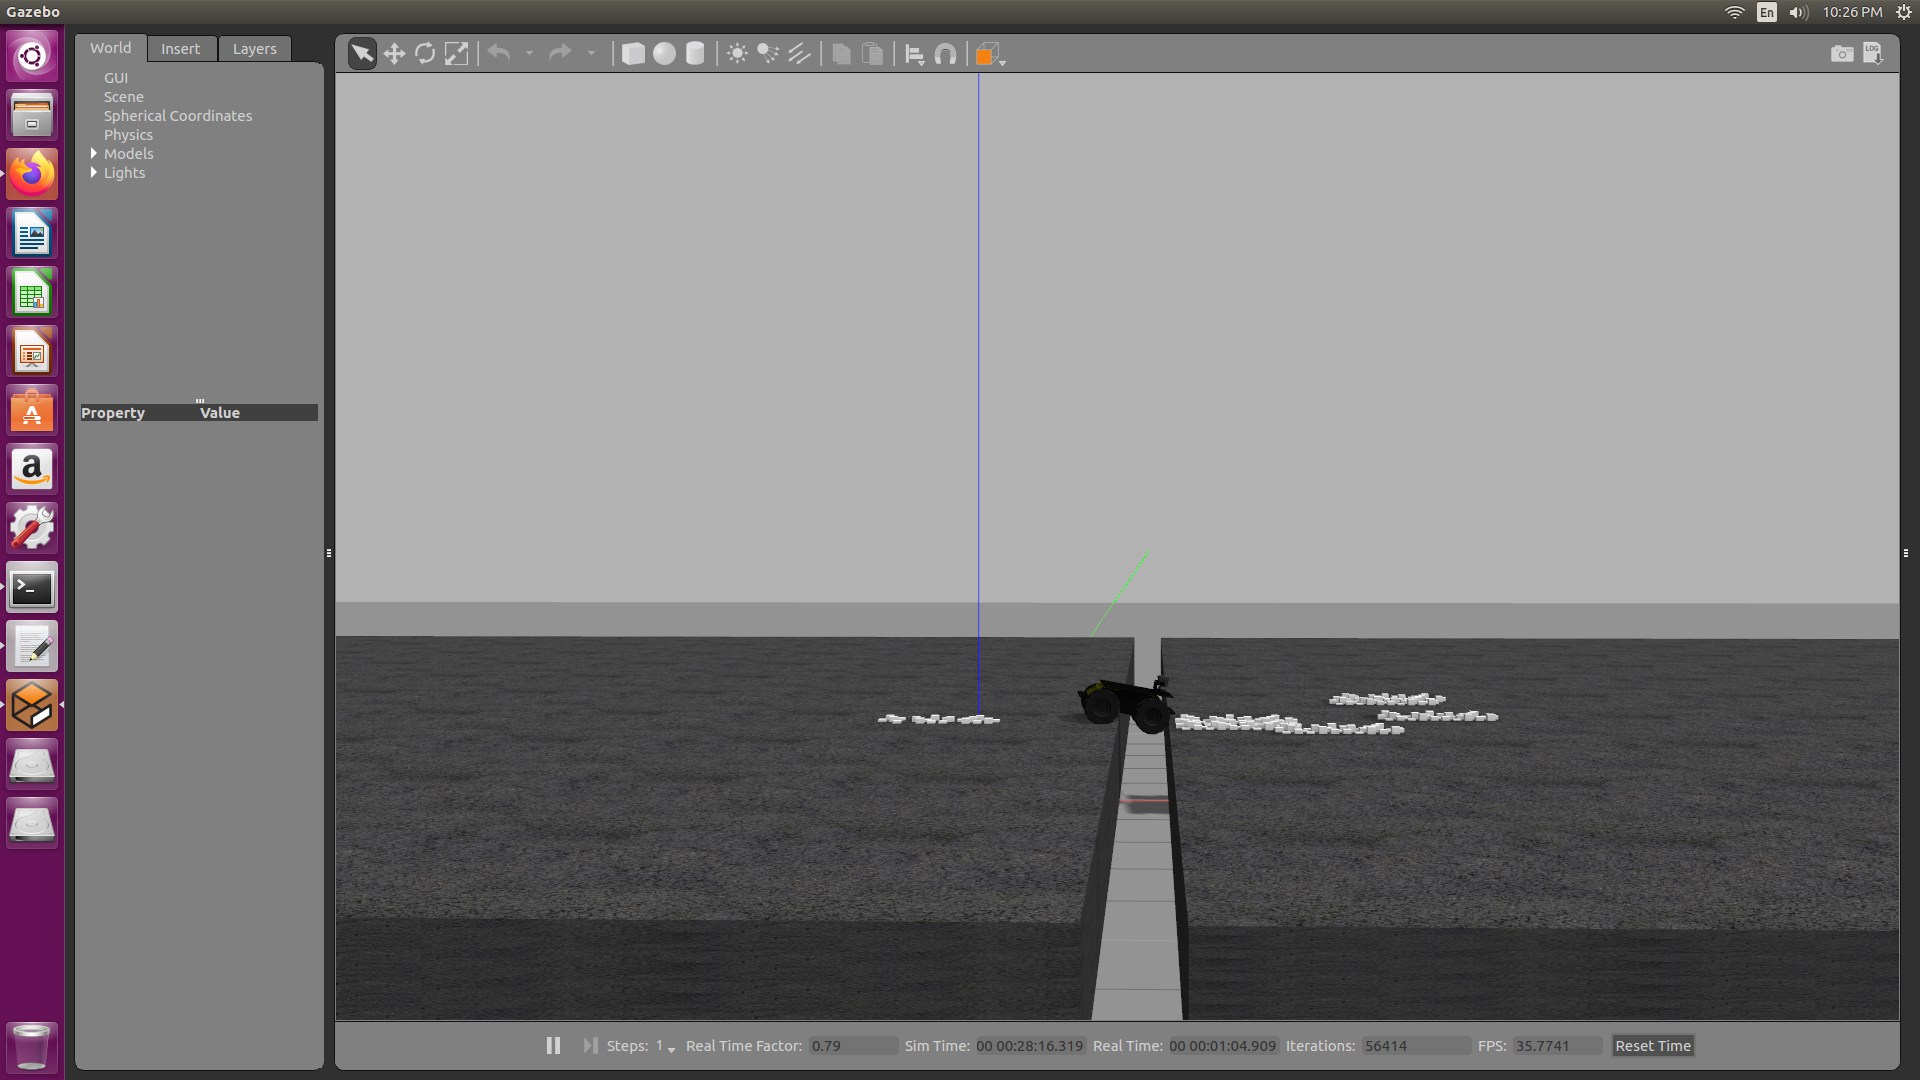 Gazebo
En
10:26 PM
World
Insert
Layers
LOG
GUI
Scene
Spherical Coordinates
Physics
Models
Lights
Property
Value
Steps: 1
Real Time Factor: 0.79
Sim Time: 00 00:28:16.319
Real Time: 00 00:01:04.909
Iterations: 56414
FPS: 35.7741
Reset Time